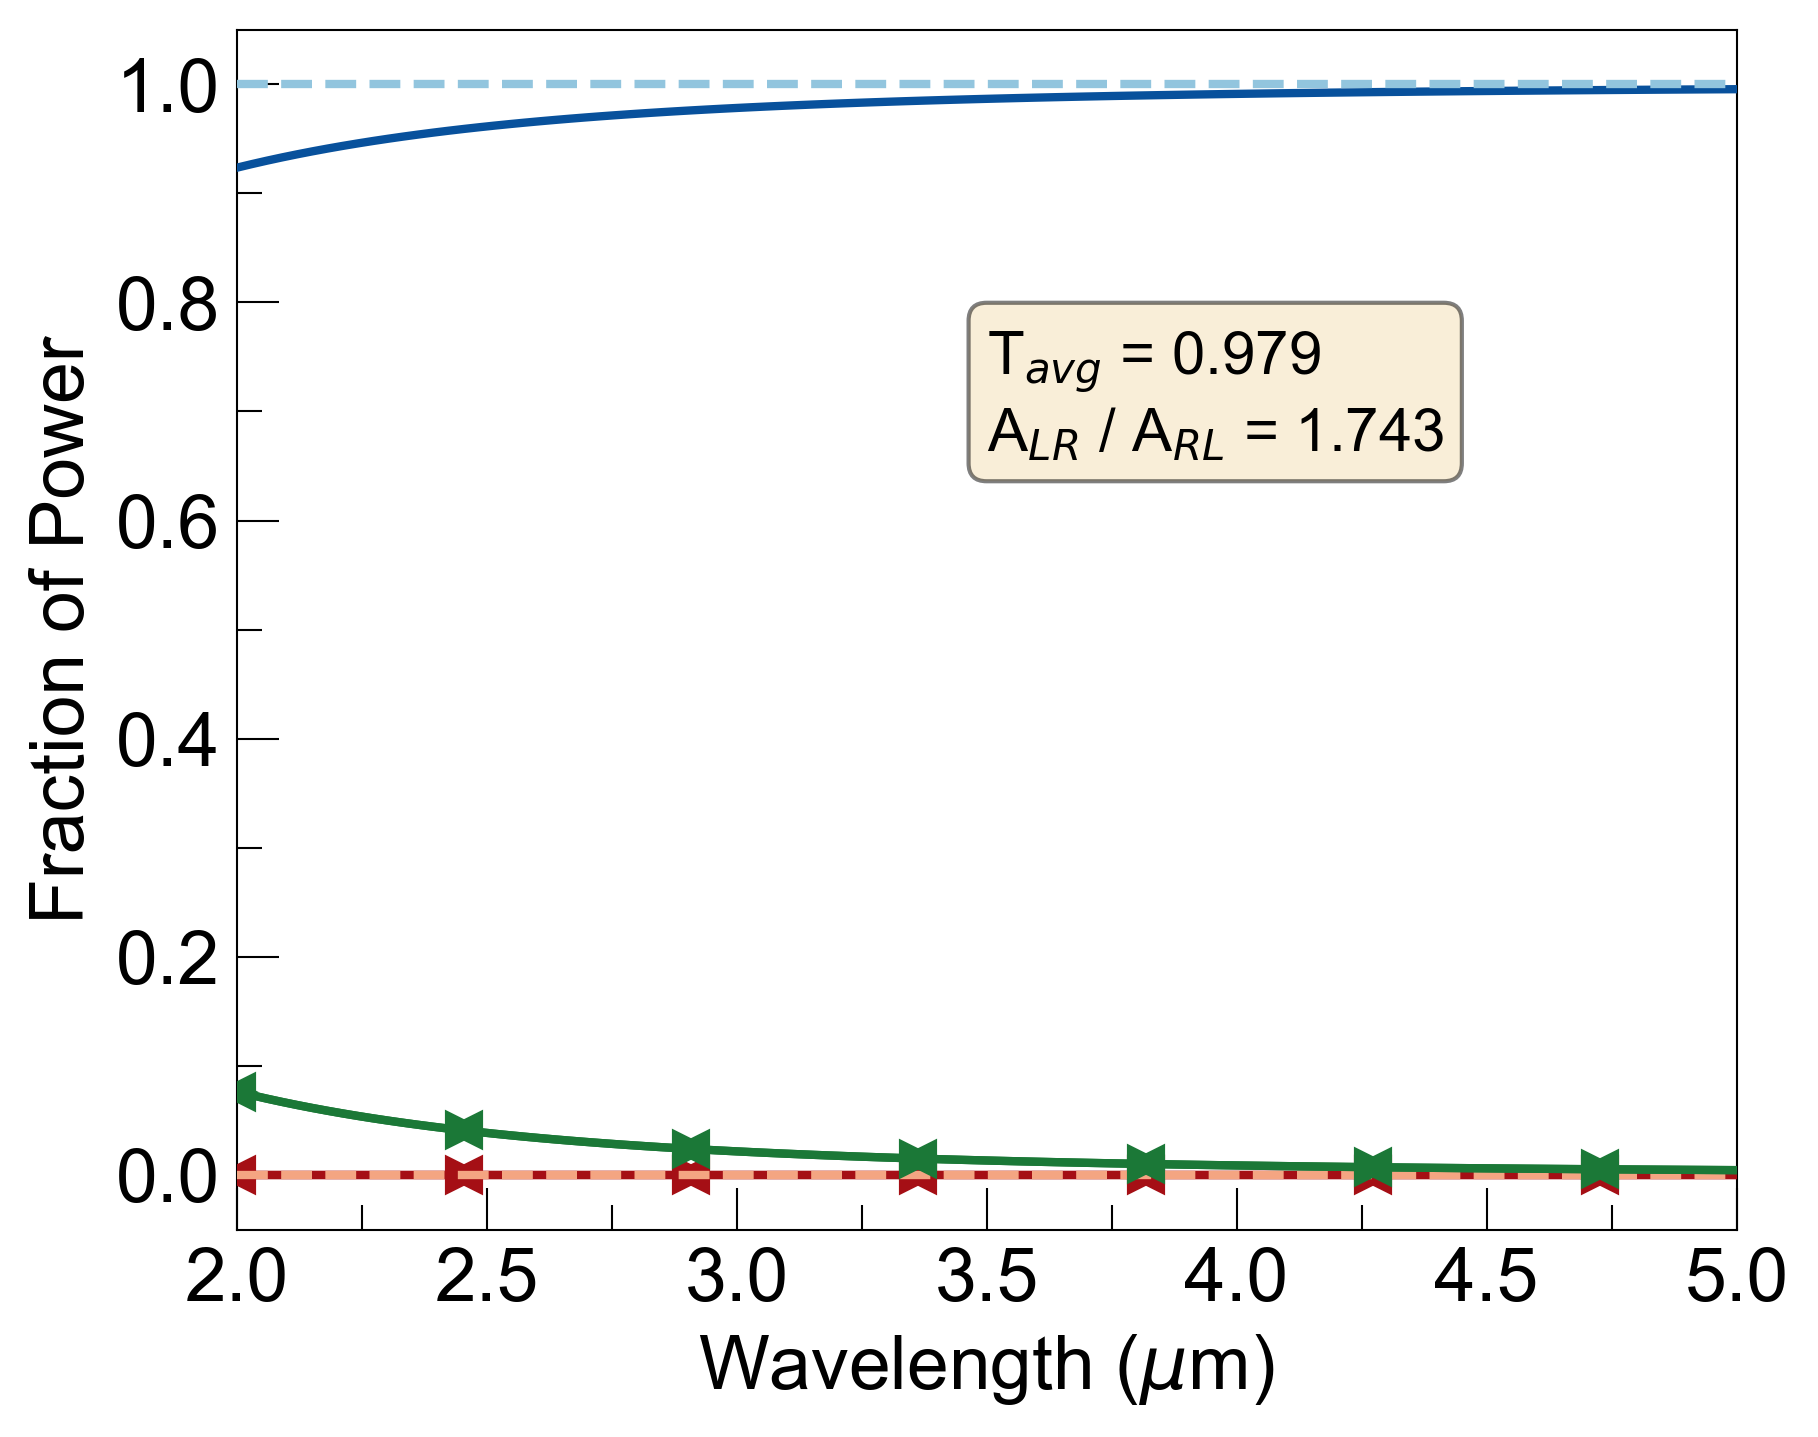 1.0
0.8
0.6
0.4
0.2
0.0
Fraction of Power
T_avg = 0.979
A_LR / A_RL = 1.743
2.0 2.5 3.0 3.5 4.0 4.5 5.0
Wavelength (μm)